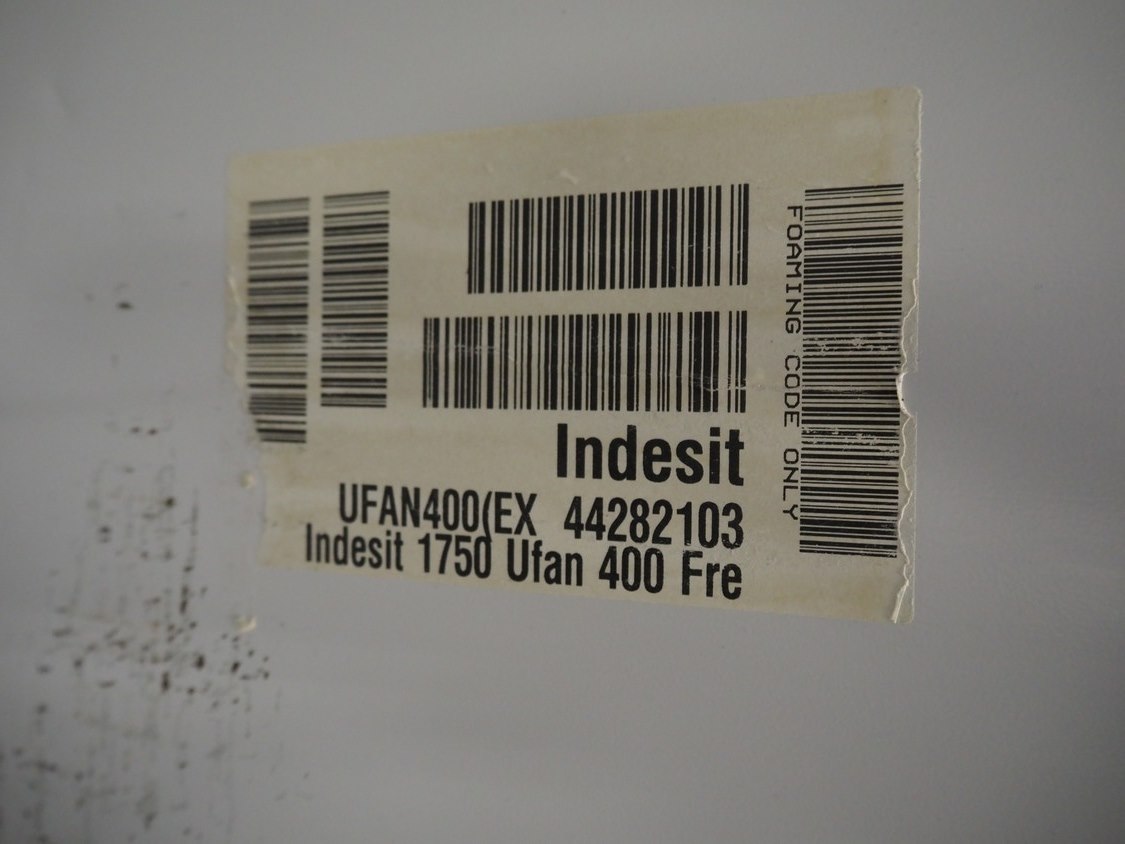 Indesit
UFAN400(EX 44282103
Indesit 1750 Ufan 400 Fre
FOAMING CODE ONLY